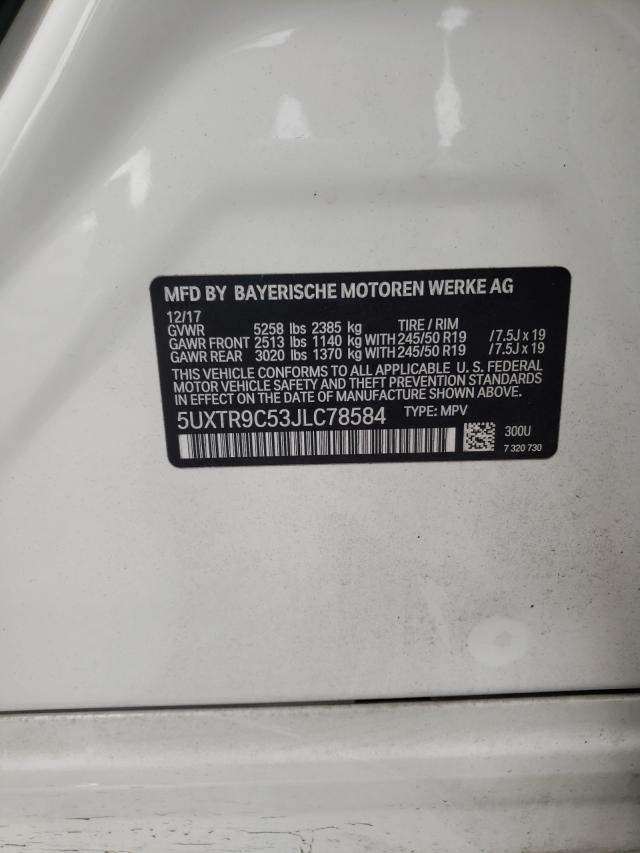 MFD BY BAYERISCHE MOTOREN WERKE AG
12/17
GVWR 5258 lbs 2385 kg TIRE / RIM
GAWR FRONT 2513 lbs 1140 kg WITH 245/50 R19 /7.5J x 19
GAWR REAR 3020 lbs 1370 kg WITH 245/50 R19 /7.5J x 19
THIS VEHICLE CONFORMS TO ALL APPLICABLE U. S. FEDERAL
MOTOR VEHICLE SAFETY AND THEFT PREVENTION STANDARDS
IN EFFECT ON THE DATE OF MANUFACTURE SHOWN ABOVE.
5UXTR9C53JLC78584 TYPE: MPV
300U
7 320 730